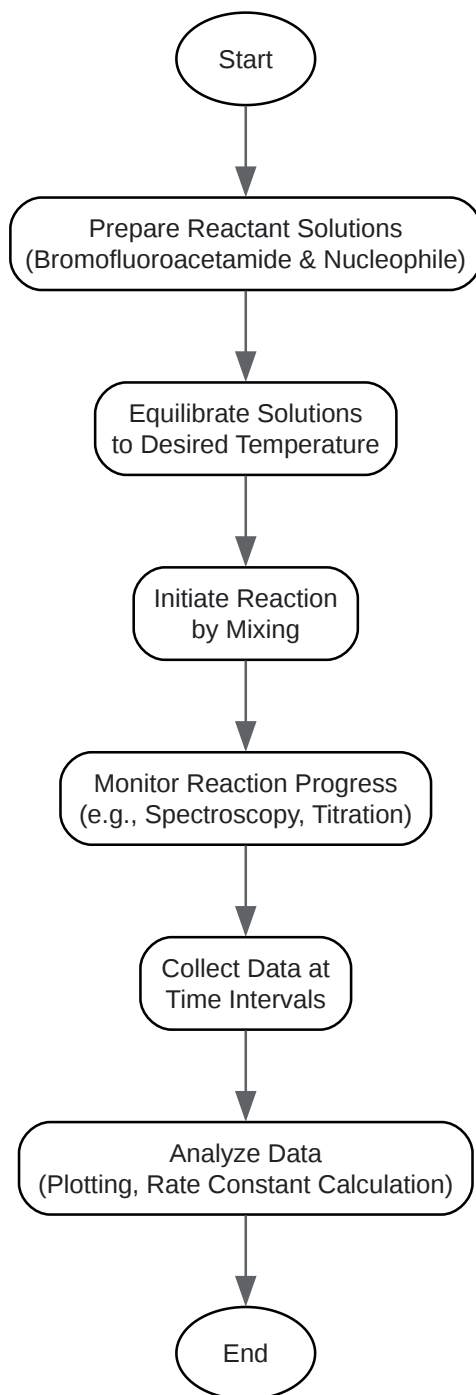 Start
Prepare Reactant Solutions
(Bromofluoroacetamide & Nucleophile)
Equilibrate Solutions
to Desired Temperature
Initiate Reaction
by Mixing
Monitor Reaction Progress
(e.g., Spectroscopy, Titration)
Collect Data at
Time Intervals
Analyze Data
(Plotting, Rate Constant Calculation)
End